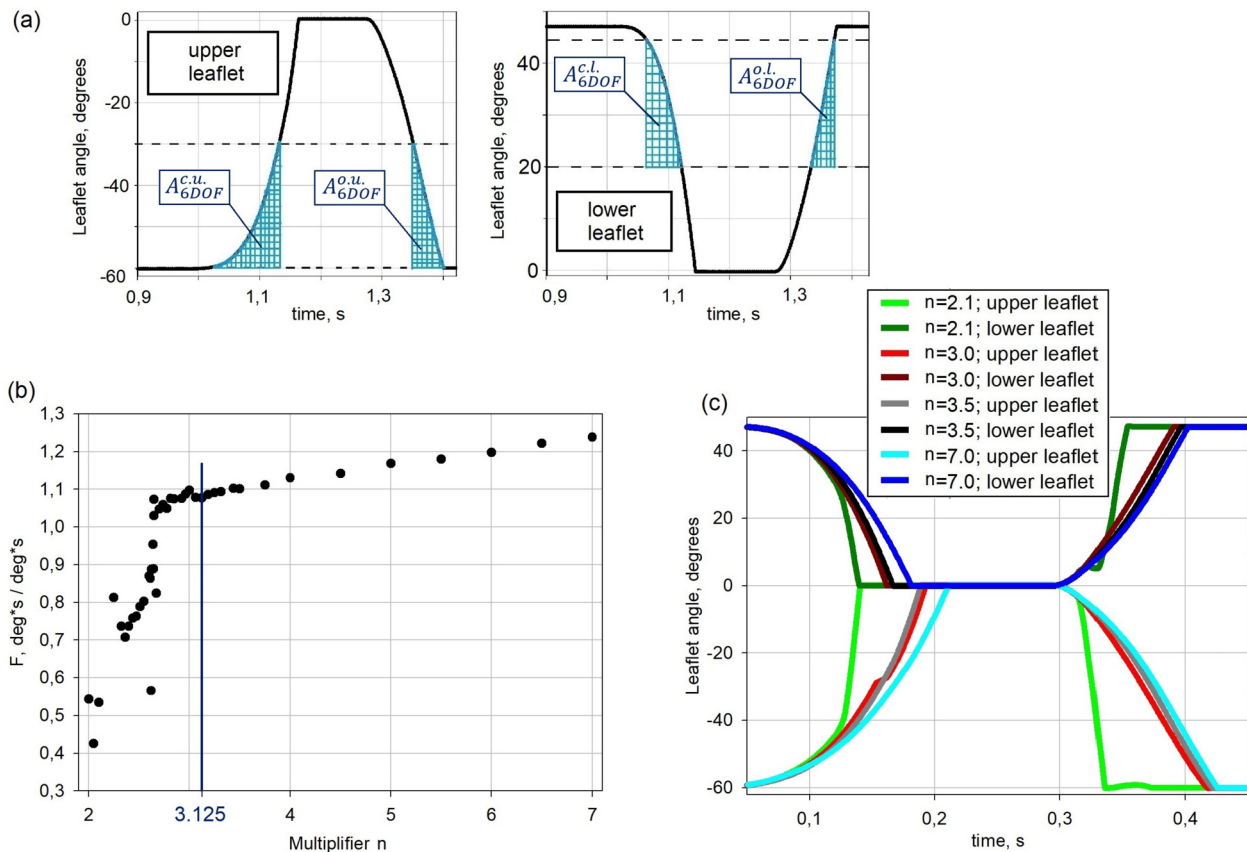 (a)
Leaflet angle, degrees
0
-20
-40
-60
upper
leaflet
A_{6DOF}^{c.u.}
A_{6DOF}^{o.u.}
0,9
1,1
1,3
time, s
Leaflet angle, degrees
40
20
0
A_{6DOF}^{c.l.}
A_{6DOF}^{o.l.}
lower
leaflet
0,9
1,1
1,3
time, s
(b)
F, deg*s / deg*s
1,3
1,2
1,1
1,0
0,9
0,8
0,7
0,6
0,5
0,4
0,3
2
3.125
4
5
6
7
Multiplier n
(c)
n=2.1; upper leaflet
n=2.1; lower leaflet
n=3.0; upper leaflet
n=3.0; lower leaflet
n=3.5; upper leaflet
n=3.5; lower leaflet
n=7.0; upper leaflet
n=7.0; lower leaflet
Leaflet angle, degrees
40
20
0
-20
-40
-60
0,1
0,2
0,3
0,4
time, s